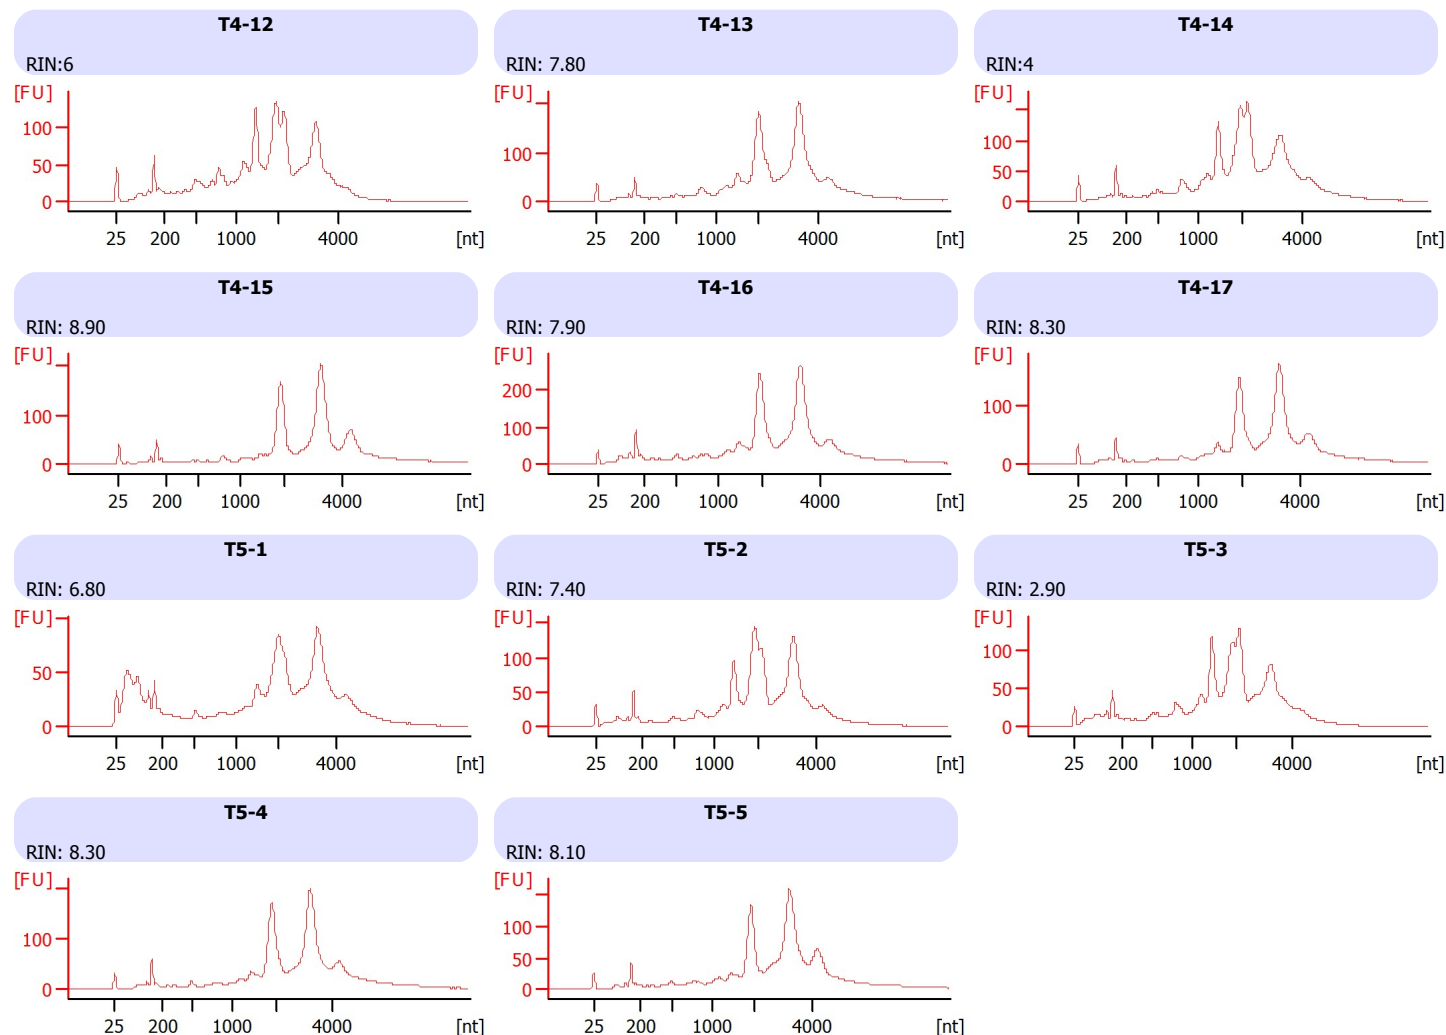 T4-12
RIN:6
[FU]
100
50
0
25 200 1000 4000 [nt]
T4-13
RIN: 7.80
[FU]
100
0
25 200 1000 4000 [nt]
T4-14
RIN:4
[FU]
100
50
0
25 200 1000 4000 [nt]
T4-15
RIN: 8.90
[FU]
100
0
25 200 1000 4000 [nt]
T4-16
RIN: 7.90
[FU]
200
100
0
25 200 1000 4000 [nt]
T4-17
RIN: 8.30
[FU]
100
0
25 200 1000 4000 [nt]
T5-1
RIN: 6.80
[FU]
50
0
25 200 1000 4000 [nt]
T5-2
RIN: 7.40
[FU]
100
50
0
25 200 1000 4000 [nt]
T5-3
RIN: 2.90
[FU]
100
50
0
25 200 1000 4000 [nt]
T5-4
RIN: 8.30
[FU]
100
0
25 200 1000 4000 [nt]
T5-5
RIN: 8.10
[FU]
100
50
0
25 200 1000 4000 [nt]